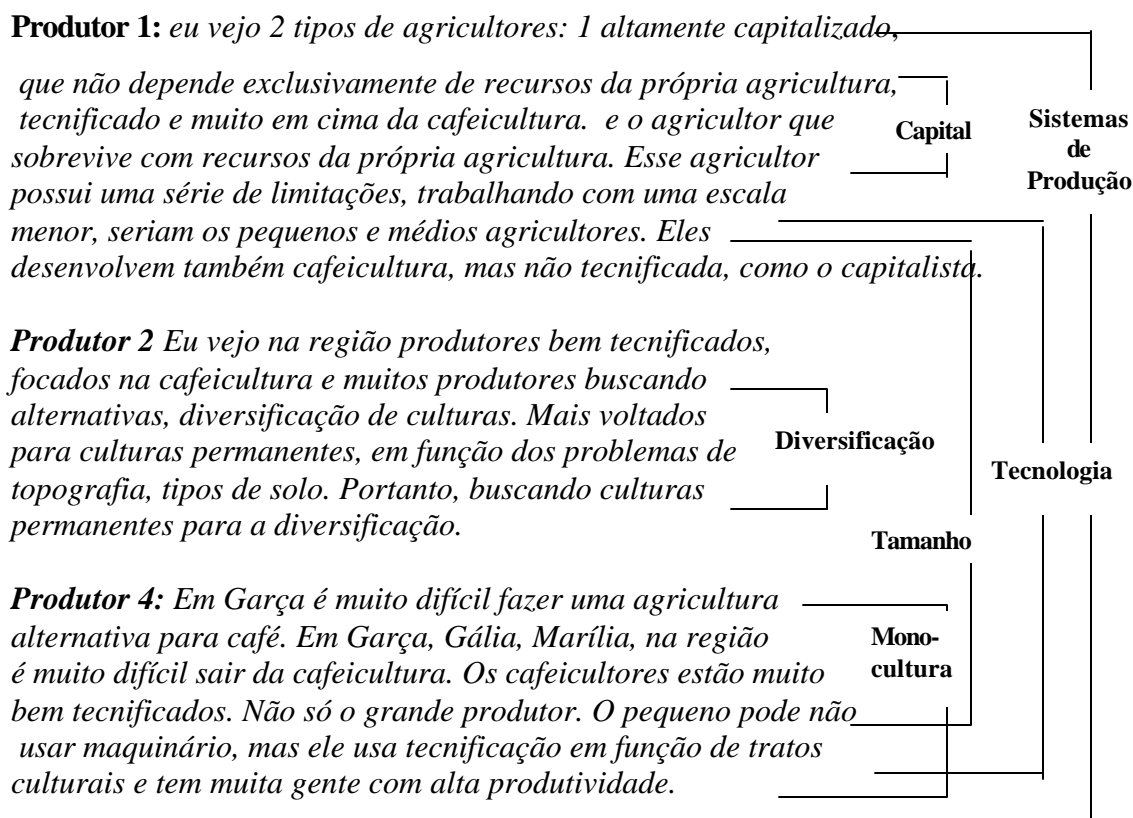 Produtor 1: eu vejo 2 tipos de agricultores: 1 altamente capitalizado,
que não depende exclusivamente de recursos da própria agricultura,
tecnificado e muito em cima da cafeicultura. e o agricultor que
sobrevive com recursos da própria agricultura. Esse agricultor
possui uma série de limitações, trabalhando com uma escala
menor, seriam os pequenos e médios agricultores. Eles
desenvolvem também cafeicultura, mas não tecnificada, como o capitalista.
Capital
Sistemas
de
Produção
Produtor 2 Eu vejo na região produtores bem tecnificados,
focados na cafeicultura e muitos produtores buscando
alternativas, diversificação de culturas. Mais voltados
para culturas permanentes, em função dos problemas de
topografia, tipos de solo. Portanto, buscando culturas
permanentes para a diversificação.
Diversificação
Tecnologia
Tamanho
Produtor 4: Em Garça é muito difícil fazer uma agricultura
alternativa para café. Em Garça, Gália, Marília, na região
é muito difícil sair da cafeicultura. Os cafeicultores estão muito
bem tecnificados. Não só o grande produtor. O pequeno pode não
usar maquinário, mas ele usa tecnificação em função de tratos
culturais e tem muita gente com alta produtividade.
Mono-
cultura